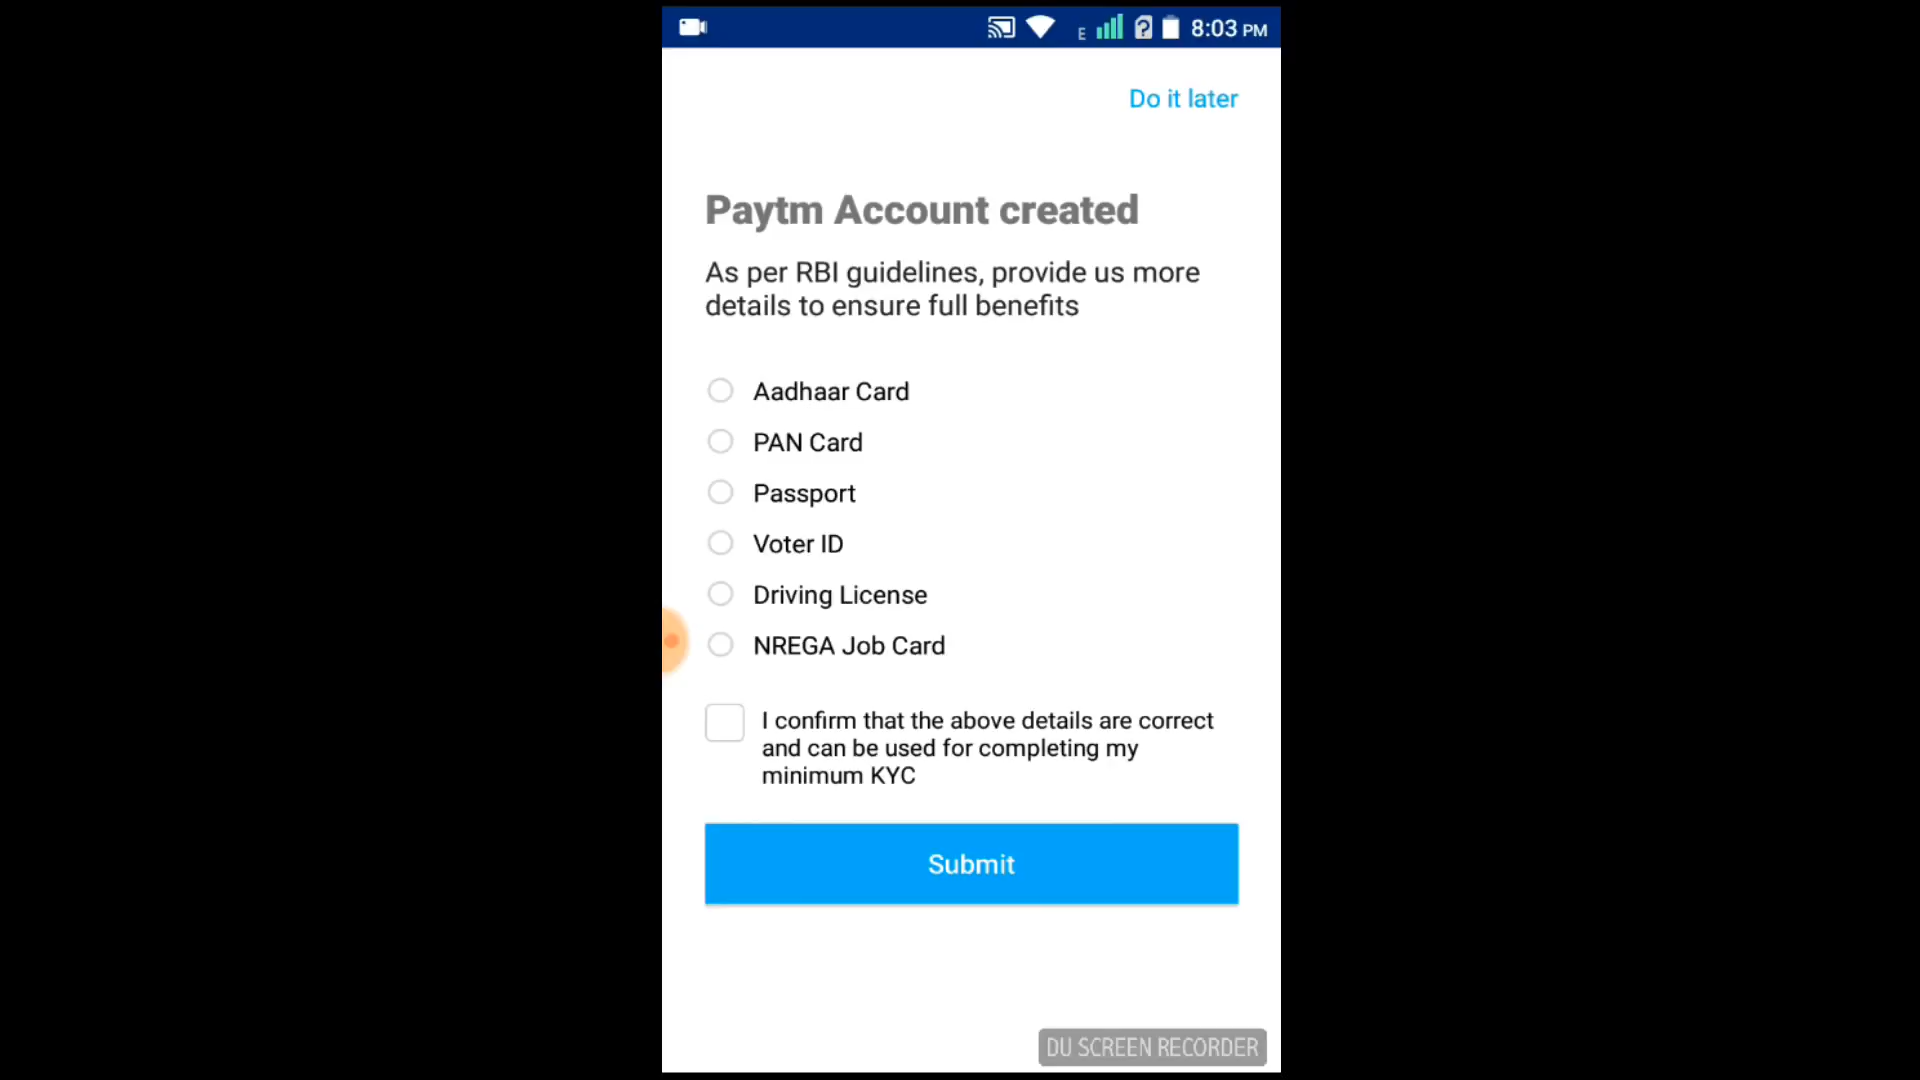 E 8:03 PM
Do it later
Paytm Account created
As per RBI guidelines, provide us more
details to ensure full benefits
Aadhaar Card
PAN Card
Passport
Voter ID
Driving License
NREGA Job Card
I confirm that the above details are correct
and can be used for completing my
minimum KYC
Submit
DU SCREEN RECORDER